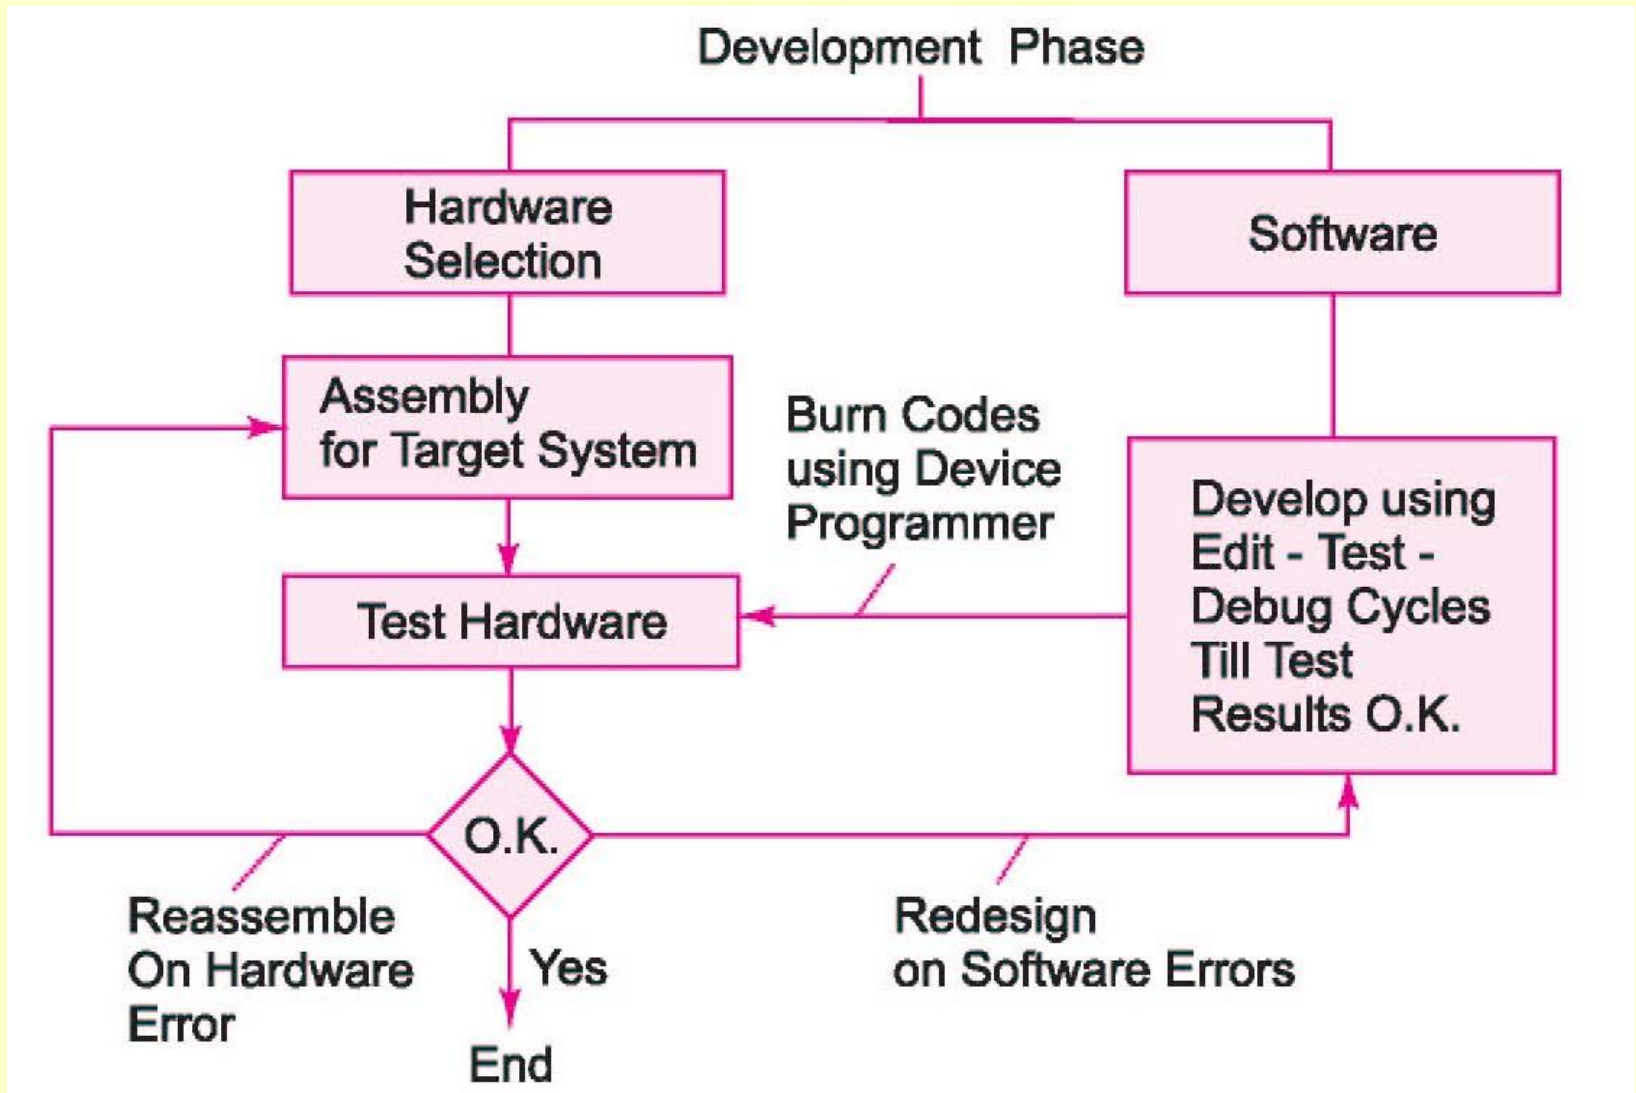 Development Phase
Hardware
Selection
Software
Assembly
for Target System
Burn Codes
using Device
Programmer
Develop using
Edit - Test -
Debug Cycles
Till Test
Results O.K.
Test Hardware
O.K.
Reassemble
On Hardware
Error
Yes
Redesign
on Software Errors
End